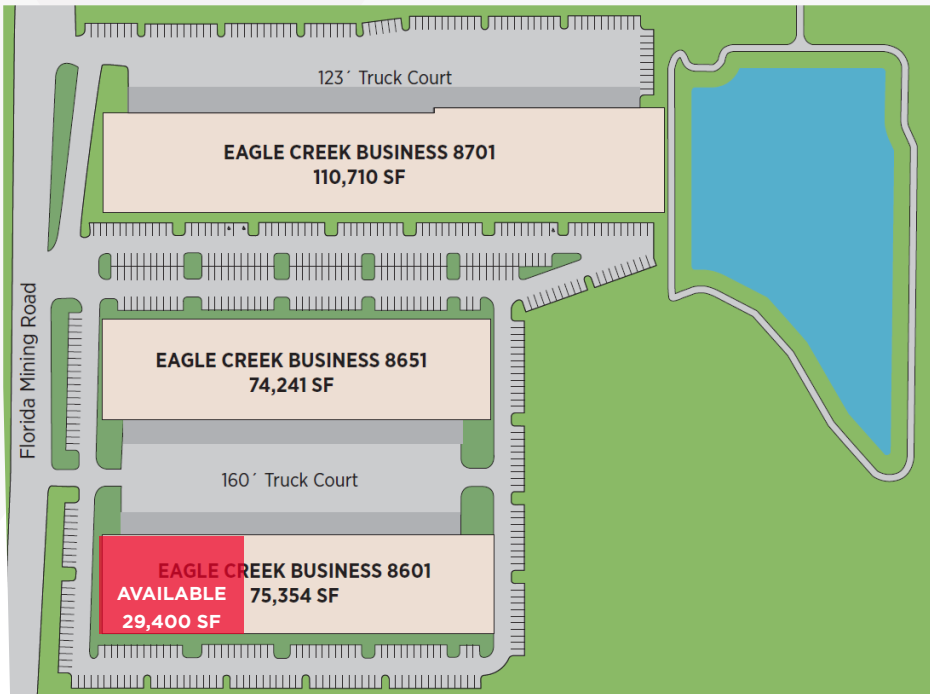 123´ Truck Court
EAGLE CREEK BUSINESS 8701
110,710 SF
Florida Mining Road
EAGLE CREEK BUSINESS 8651
74,241 SF
160´ Truck Court
EAGLE CREEK BUSINESS 8601
75,354 SF
AVAILABLE
29,400 SF